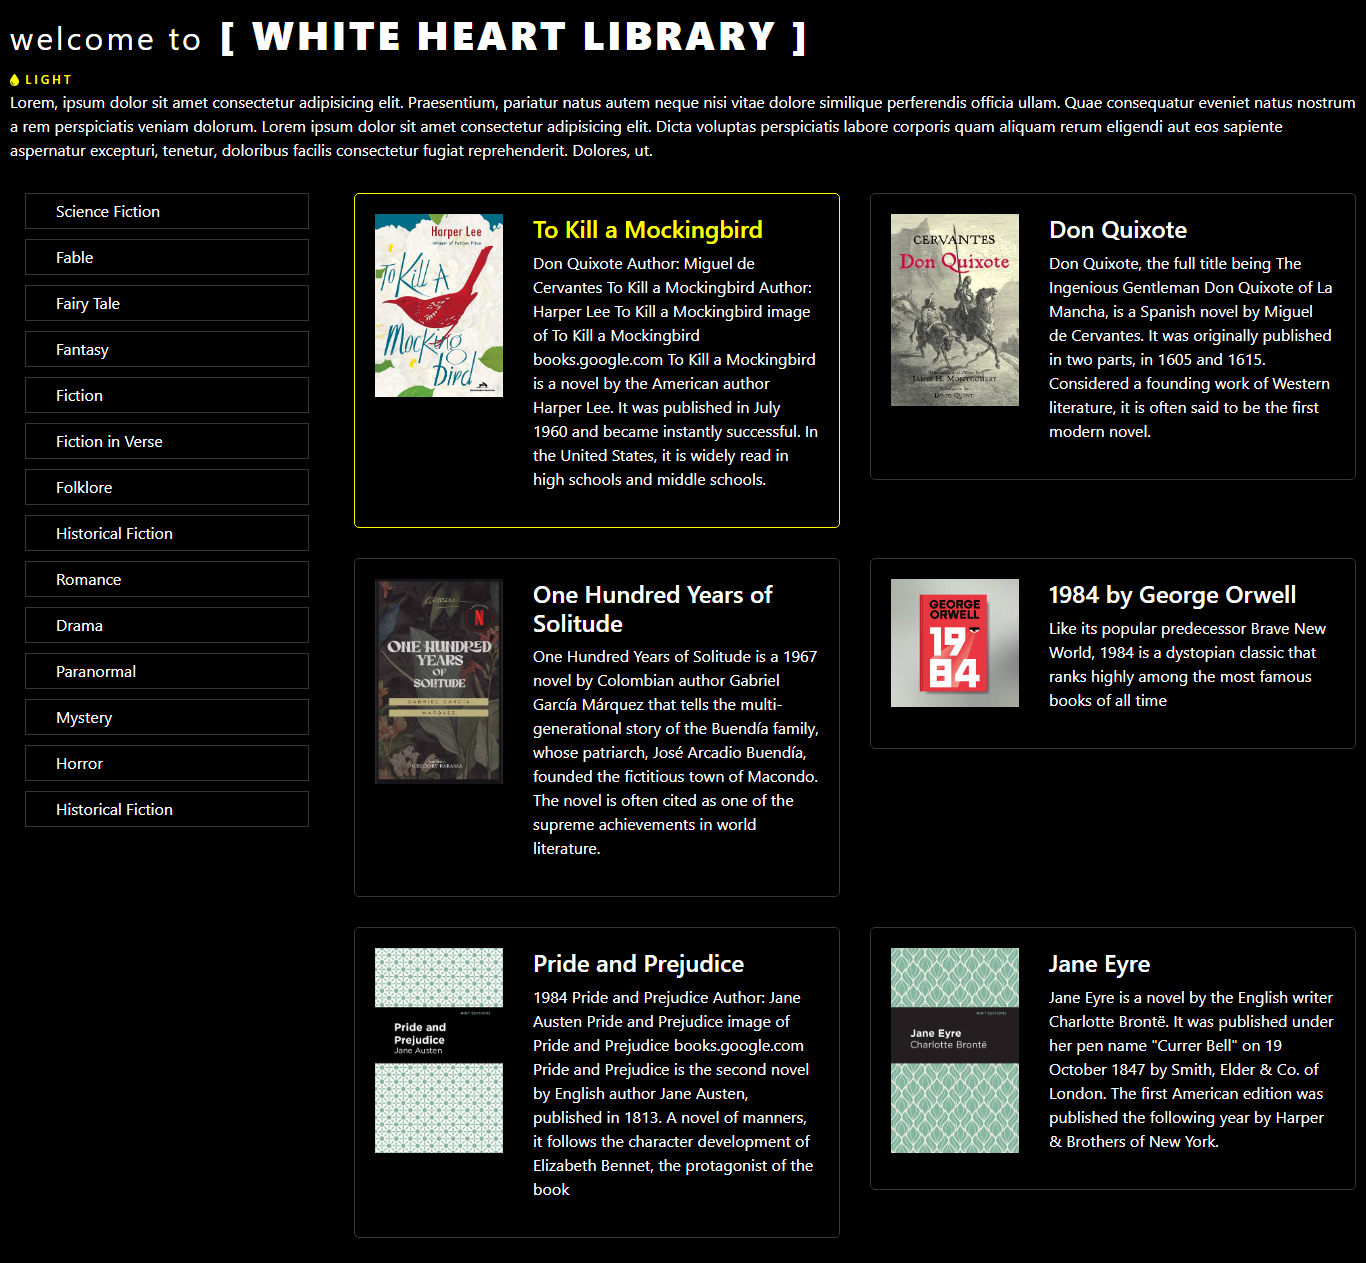 welcome to [ WHITE HEART LIBRARY ]
LIGHT
Lorem, ipsum dolor sit amet consectetur adipisicing elit. Praesentium, pariatur natus autem neque nisi vitae dolore similique perferendis officia ullam. Quae consequatur eveniet natus nostrum
a rem perspiciatis veniam dolorum. Lorem ipsum dolor sit amet consectetur adipisicing elit. Dicta voluptas perspiciatis labore corporis quam aliquam rerum eligendi aut eos sapiente
aspernatur excepturi, tenetur, doloribus facilis consectetur fugiat reprehenderit. Dolores, ut.
Science Fiction
Fable
Fairy Tale
Fantasy
Fiction
Fiction in Verse
Folklore
Historical Fiction
Romance
Drama
Paranormal
Mystery
Horror
Historical Fiction
Harper Lee
To Kill A
Mocking
bird
To Kill a Mockingbird
Don Quixote Author: Miguel de
Cervantes To Kill a Mockingbird Author:
Harper Lee To Kill a Mockingbird image
of To Kill a Mockingbird
books.google.com To Kill a Mockingbird
is a novel by the American author
Harper Lee. It was published in July
1960 and became instantly successful. In
the United States, it is widely read in
high schools and middle schools.
CERVANTES
Don Quixote
JAMES H. MONTGOMERY
DAVID QUINT
Don Quixote
Don Quixote, the full title being The
Ingenious Gentleman Don Quixote of La
Mancha, is a Spanish novel by Miguel
de Cervantes. It was originally published
in two parts, in 1605 and 1615.
Considered a founding work of Western
literature, it is often said to be the first
modern novel.
N
ONE HUNDRED
YEARS
OF
SOLITUDE
GABRIEL GARCÍA
MÁRQUEZ
GREGORY RABASSA
One Hundred Years of
Solitude
One Hundred Years of Solitude is a 1967
novel by Colombian author Gabriel
García Márquez that tells the multi-
generational story of the Buendía family,
whose patriarch, José Arcadio Buendía,
founded the fictitious town of Macondo.
The novel is often cited as one of the
supreme achievements in world
literature.
GEORGE
ORWELL
19
84
1984 by George Orwell
Like its popular predecessor Brave New
World, 1984 is a dystopian classic that
ranks highly among the most famous
books of all time
MINT EDITIONS
Pride and
Prejudice
Jane Austen
Pride and Prejudice
1984 Pride and Prejudice Author: Jane
Austen Pride and Prejudice image of
Pride and Prejudice books.google.com
Pride and Prejudice is the second novel
by English author Jane Austen,
published in 1813. A novel of manners,
it follows the character development of
Elizabeth Bennet, the protagonist of the
book
MINT EDITIONS
Jane Eyre
Charlotte Brontë
Jane Eyre
Jane Eyre is a novel by the English writer
Charlotte Brontë. It was published under
her pen name "Currer Bell" on 19
October 1847 by Smith, Elder & Co. of
London. The first American edition was
published the following year by Harper
& Brothers of New York.